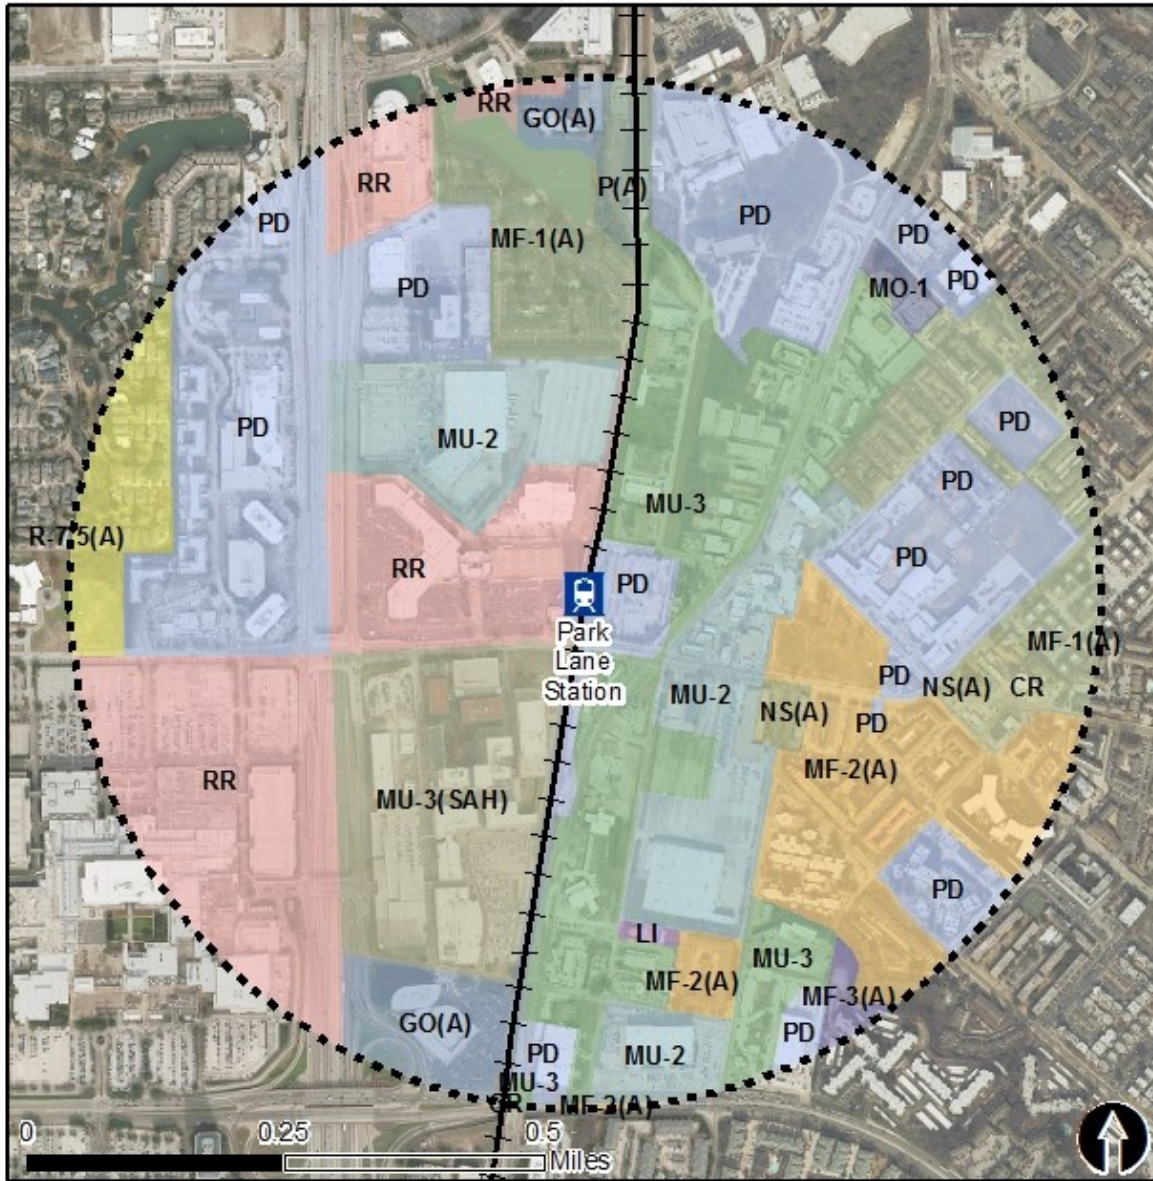 RR
GO(A)
RR
P(A)
PD
PD
PD
MF-1(A)
PD
PD
MO-1
PD
PD
PD
MU-2
PD
MU-3
R-7.5(A)
RR
PD
PD
Park
Lane
Station
MF-1(A)
PD
NS(A)
CR
MU-2
NS(A)
PD
MF-2(A)
RR
MU-3(SAH)
PD
LI
MU-3
MF-2(A)
MF-3(A)
GO(A)
PD
MU-2
PD
MU-3
CR
MF-2(A)
0
0.25
0.5
Miles